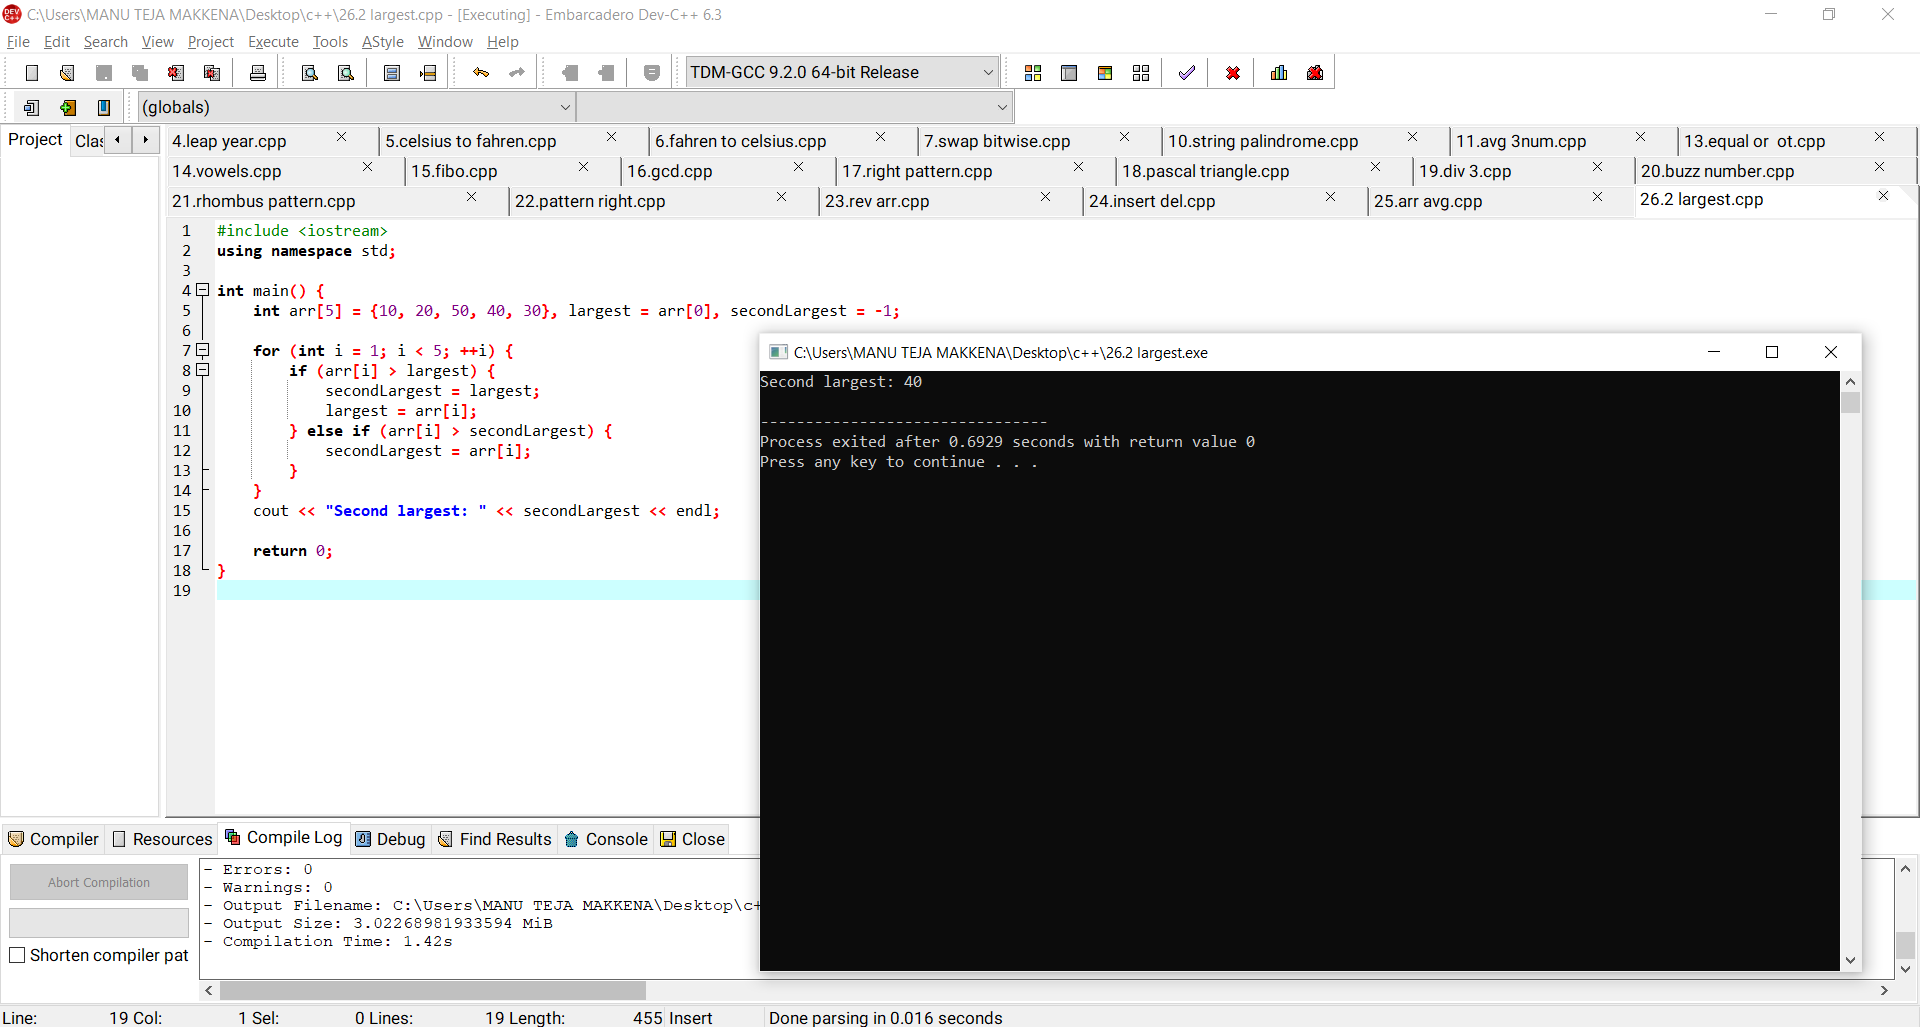 C:\Users\MANU TEJA MAKKENA\Desktop\c++\26.2 largest.cpp - [Executing] - Embarcadero Dev-C++ 6.3
File Edit Search View Project Execute Tools AStyle Window Help
TDM-GCC 9.2.0 64-bit Release
(globals)
Project Clas
4.leap year.cpp 5.celsius to fahren.cpp 6.fahren to celsius.cpp 7.swap bitwise.cpp 10.string palindrome.cpp 11.avg 3num.cpp 13.equal or ot.cpp
14.vowels.cpp 15.fibo.cpp 16.gcd.cpp 17.right pattern.cpp 18.pascal triangle.cpp 19.div 3.cpp 20.buzz number.cpp
21.rhombus pattern.cpp 22.pattern right.cpp 23.rev arr.cpp 24.insert del.cpp 25.arr avg.cpp 26.2 largest.cpp
1 #include <iostream>
2 using namespace std;
3
4 int main() {
5 int arr[5] = {10, 20, 50, 40, 30}, largest = arr[0], secondLargest = -1;
6
7 for (int i = 1; i < 5; ++i) {
8 if (arr[i] > largest) {
9 secondLargest = largest;
10 largest = arr[i];
11 } else if (arr[i] > secondLargest) {
12 secondLargest = arr[i];
13 }
14 }
15 cout << "Second largest: " << secondLargest << endl;
16
17 return 0;
18 }
19
C:\Users\MANU TEJA MAKKENA\Desktop\c++\26.2 largest.exe
Second largest: 40
--------------------------------
Process exited after 0.6929 seconds with return value 0
Press any key to continue . . .
Compiler Resources Compile Log Debug Find Results Console Close
Abort Compilation
Shorten compiler pat
- Errors: 0
- Warnings: 0
- Output Filename: C:\Users\MANU TEJA MAKKENA\Desktop\c+
- Output Size: 3.02268981933594 MiB
- Compilation Time: 1.42s
Line: 19 Col: 1 Sel: 0 Lines: 19 Length: 455 Insert Done parsing in 0.016 seconds